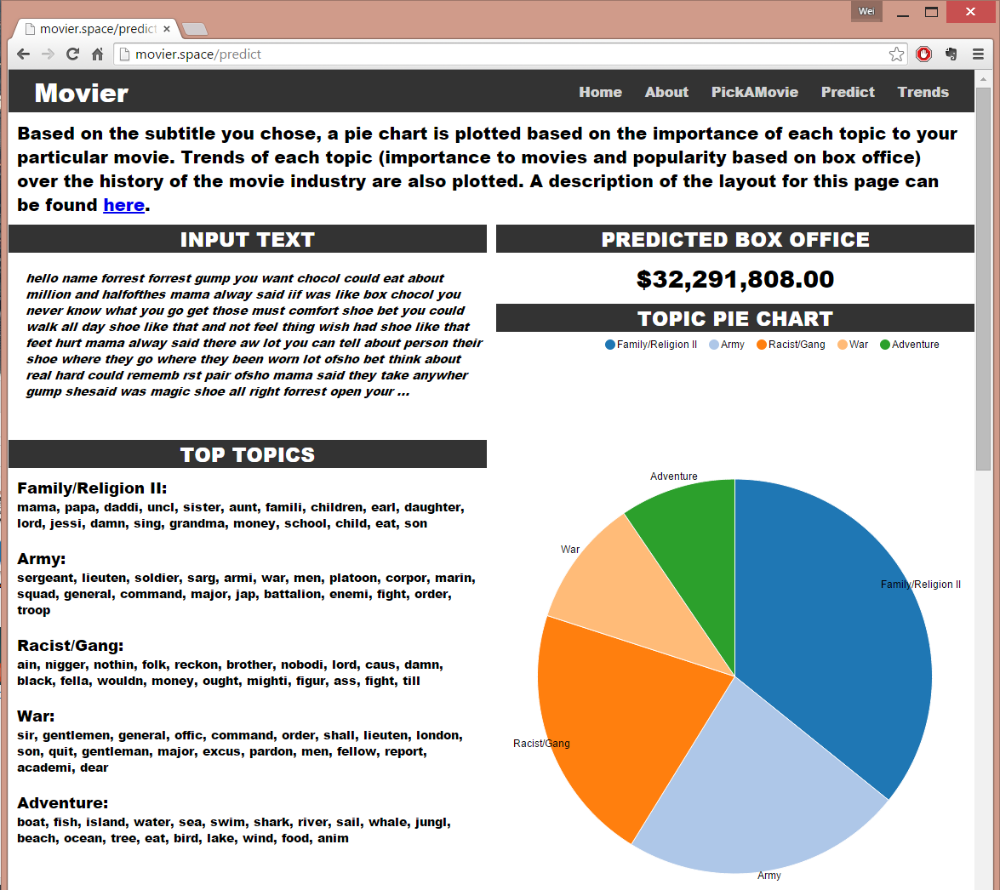 Wei
movier.space/predict
movier.space/predict
Movier
Home About PickAMovie Predict Trends
Based on the subtitle you chose, a pie chart is plotted based on the importance of each topic to your
particular movie. Trends of each topic (importance to movies and popularity based on box office)
over the history of the movie industry are also plotted. A description of the layout for this page can
be found here.
INPUT TEXT
hello name forrest forrest gump you want chocol could eat about
million and halfofthes mama alway said iif was like box chocol you
never know what you go get those must comfort shoe bet you could
walk all day shoe like that and not feel thing wish had shoe like that
feet hurt mama alway said there aw lot you can tell about person their
shoe where they go where they been worn lot ofsho bet think about
real hard could rememb rst pair ofsho mama said they take anywher
gump shesaid was magic shoe all right forrest open your ...
TOP TOPICS
Family/Religion II:
mama, papa, daddi, uncl, sister, aunt, famili, children, earl, daughter,
lord, jessi, damn, sing, grandma, money, school, child, eat, son
Army:
sergeant, lieuten, soldier, sarg, armi, war, men, platoon, corpor, marin,
squad, general, command, major, jap, battalion, enemi, fight, order,
troop
Racist/Gang:
ain, nigger, nothin, folk, reckon, brother, nobodi, lord, caus, damn,
black, fella, wouldn, money, ought, mighti, figur, ass, fight, till
War:
sir, gentlemen, general, offic, command, order, shall, lieuten, london,
son, quit, gentleman, major, excus, pardon, men, fellow, report,
academi, dear
Adventure:
boat, fish, island, water, sea, swim, shark, river, sail, whale, jungl,
beach, ocean, tree, eat, bird, lake, wind, food, anim
PREDICTED BOX OFFICE
$32,291,808.00
TOPIC PIE CHART
Family/Religion II Army Racist/Gang War Adventure
Adventure
War
Family/Religion II
Racist/Gang
Army